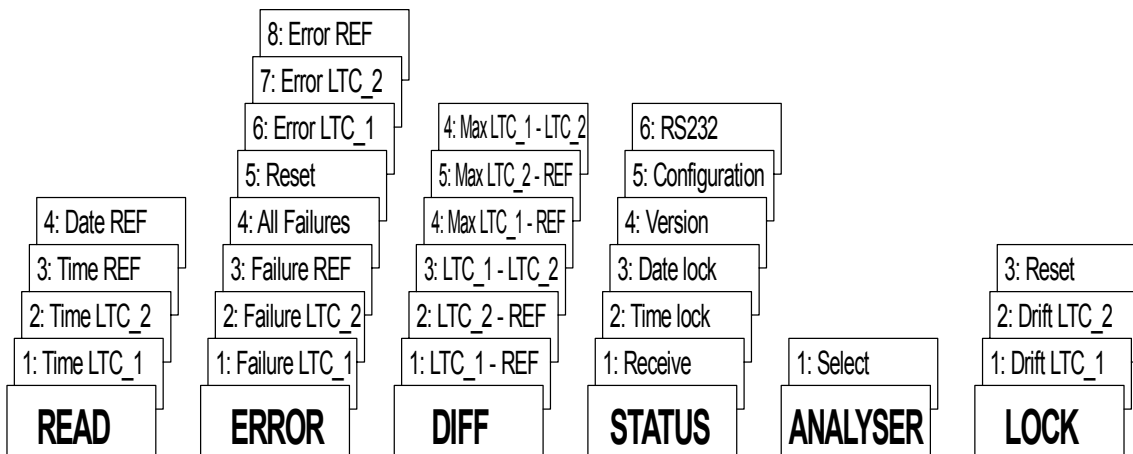 8: Error REF
7: Error LTC_2
6: Error LTC_1
5: Reset
4: All Failures
3: Failure REF
2: Failure LTC_2
1: Failure LTC_1
ERROR
4: Date REF
3: Time REF
2: Time LTC_2
1: Time LTC_1
READ
4: Max LTC_1 - LTC_2
5: Max LTC_2 - REF
4: Max LTC_1 - REF
3: LTC_1 - LTC_2
2: LTC_2 - REF
1: LTC_1 - REF
DIFF
6: RS232
5: Configuration
4: Version
3: Date lock
2: Time lock
1: Receive
STATUS
1: Select
ANALYSER
3: Reset
2: Drift LTC_2
1: Drift LTC_1
LOCK